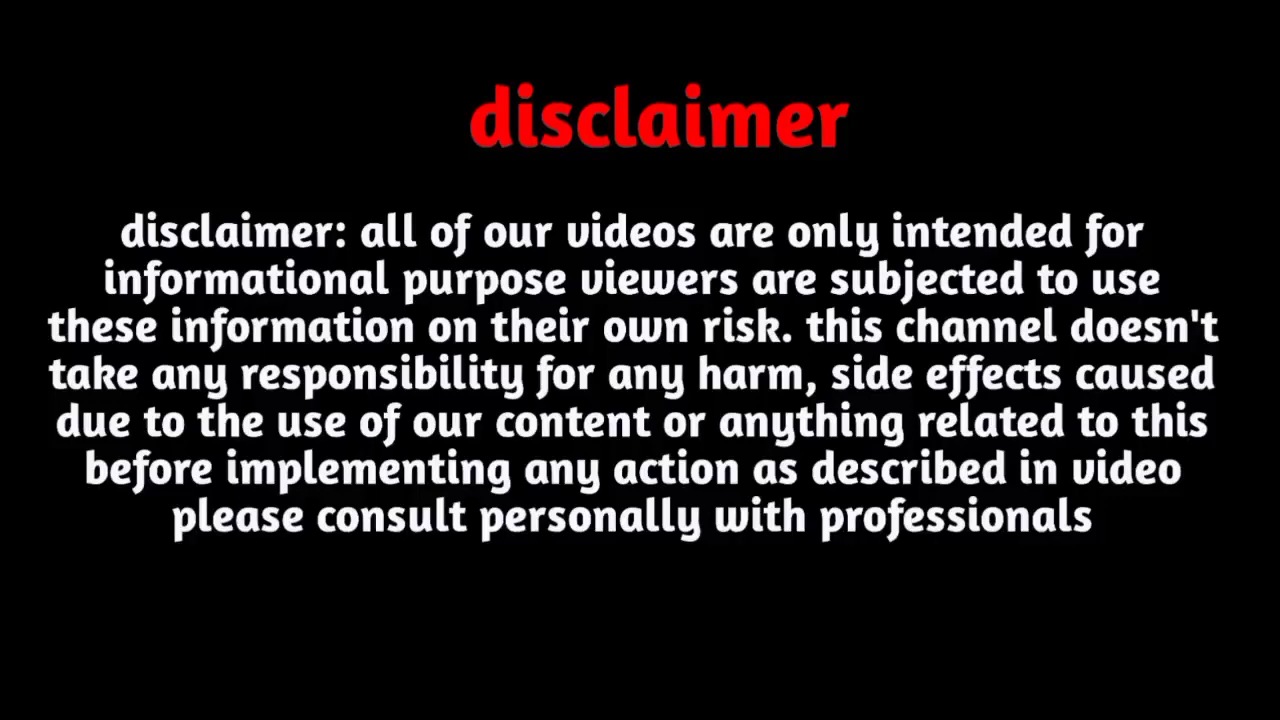 disclaimer
disclaimer: all of our videos are only intended for
informational purpose viewers are subjected to use
these information on their own risk. this channel doesn't
take any responsibility for any harm, side effects caused
due to the use of our content or anything related to this
before implementing any action as described in video
please consult personally with professionals